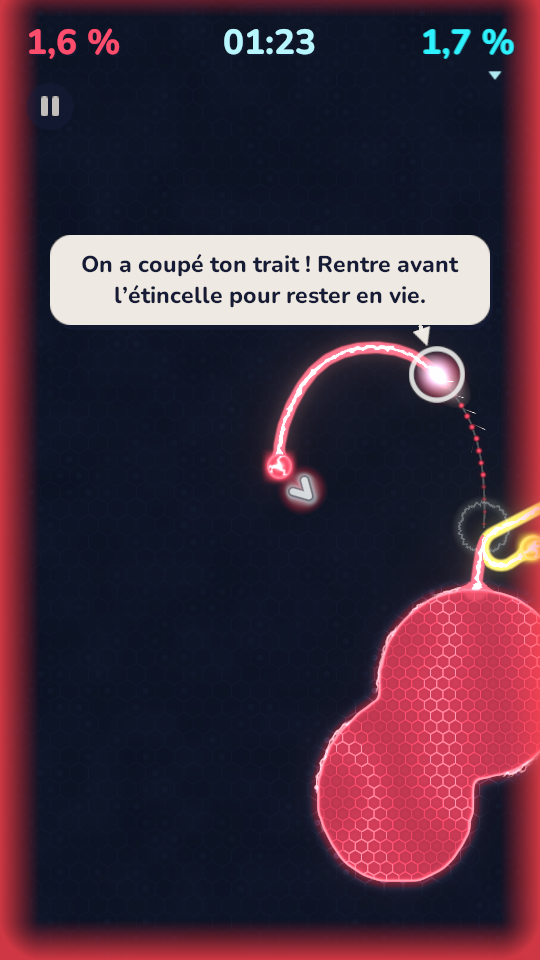 1,6 %
01:23
1,7 %
On a coupé ton trait ! Rentre avant
l’étincelle pour rester en vie.